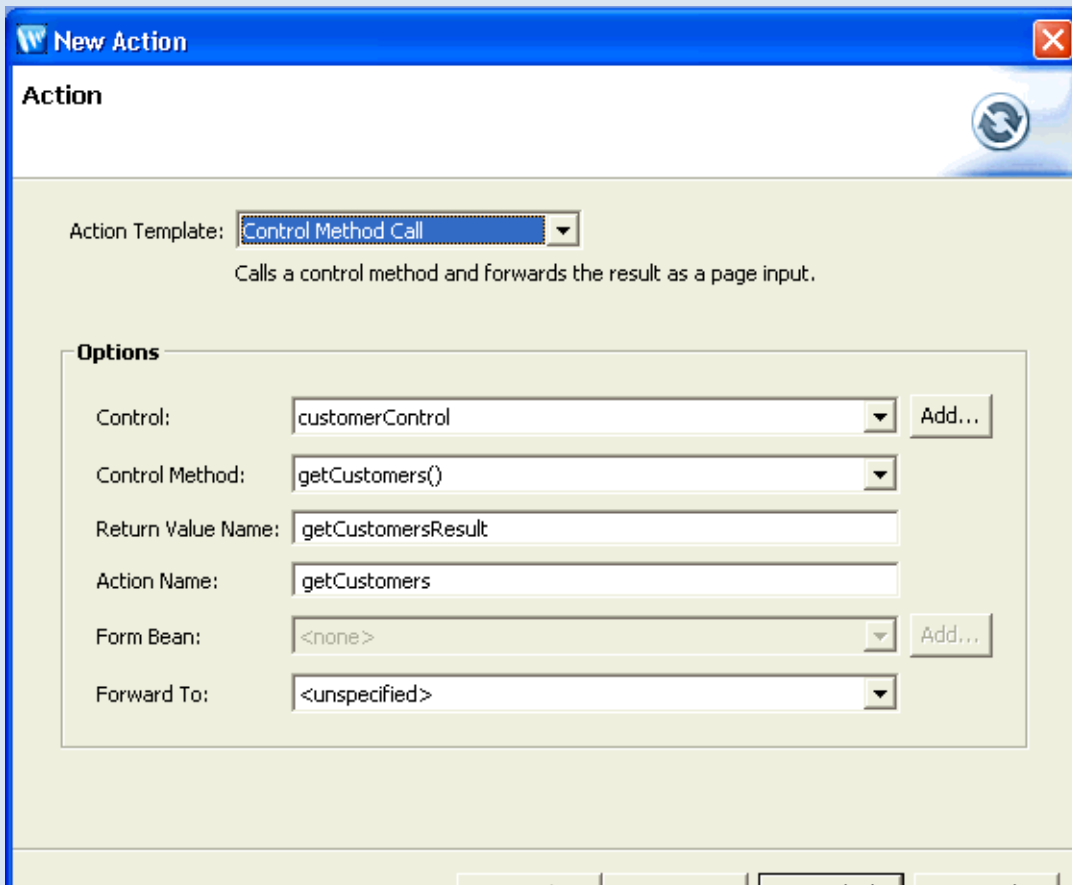 New Action
Action
Action Template: Control Method Call
Calls a control method and forwards the result as a page input.
Options
Control: customerControl Add...
Control Method: getCustomers()
Return Value Name: getCustomersResult
Action Name: getCustomers
Form Bean: <none> Add...
Forward To: <unspecified>